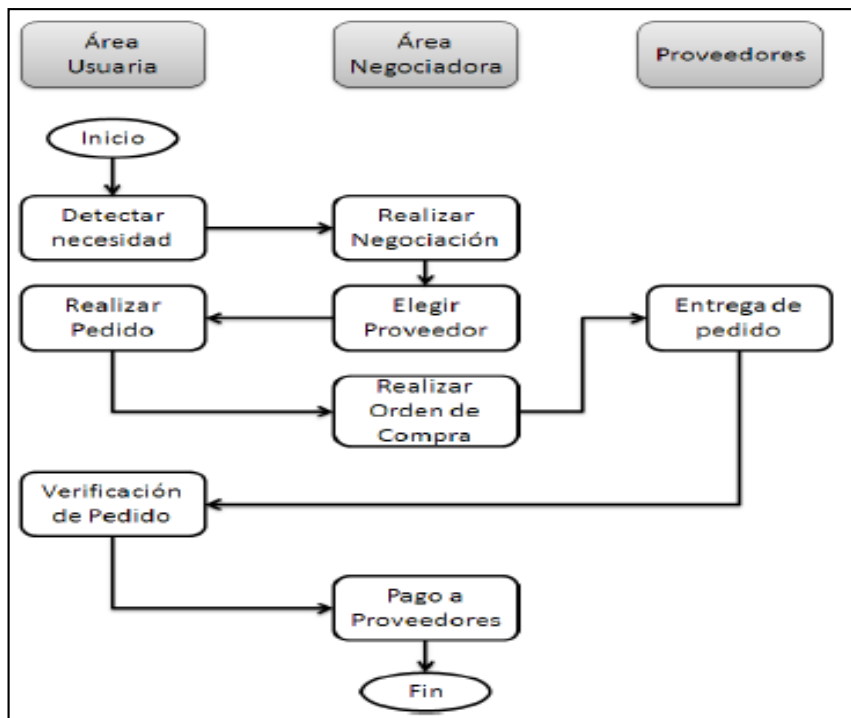 Área
Usuaria
Área
Negociadora
Proveedores
Inicio
Detectar
necesidad
Realizar
Negociación
Realizar
Pedido
Elegir
Proveedor
Entrega de
pedido
Realizar
Orden de
Compra
Verificación
de Pedido
Pago a
Proveedores
Fin